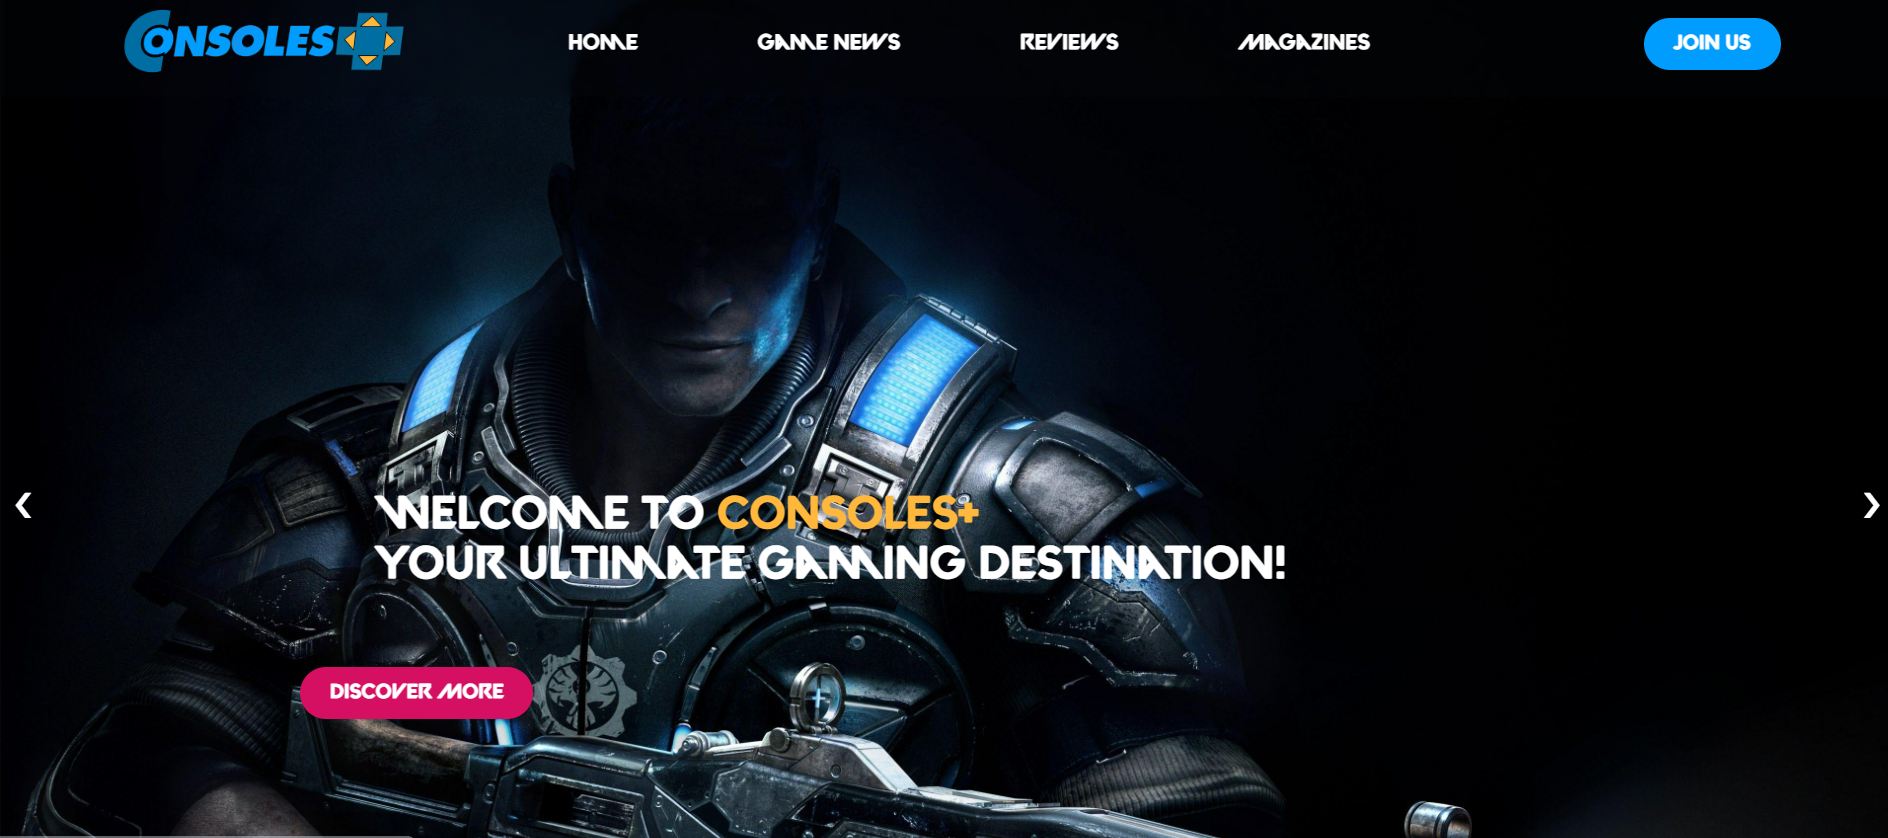 CONSOLES+
HOME
GAME NEWS
REVIEWS
MAGAZINES
JOIN US
WELCOME TO CONSOLES+
YOUR ULTIMATE GAMING DESTINATION!
DISCOVER MORE